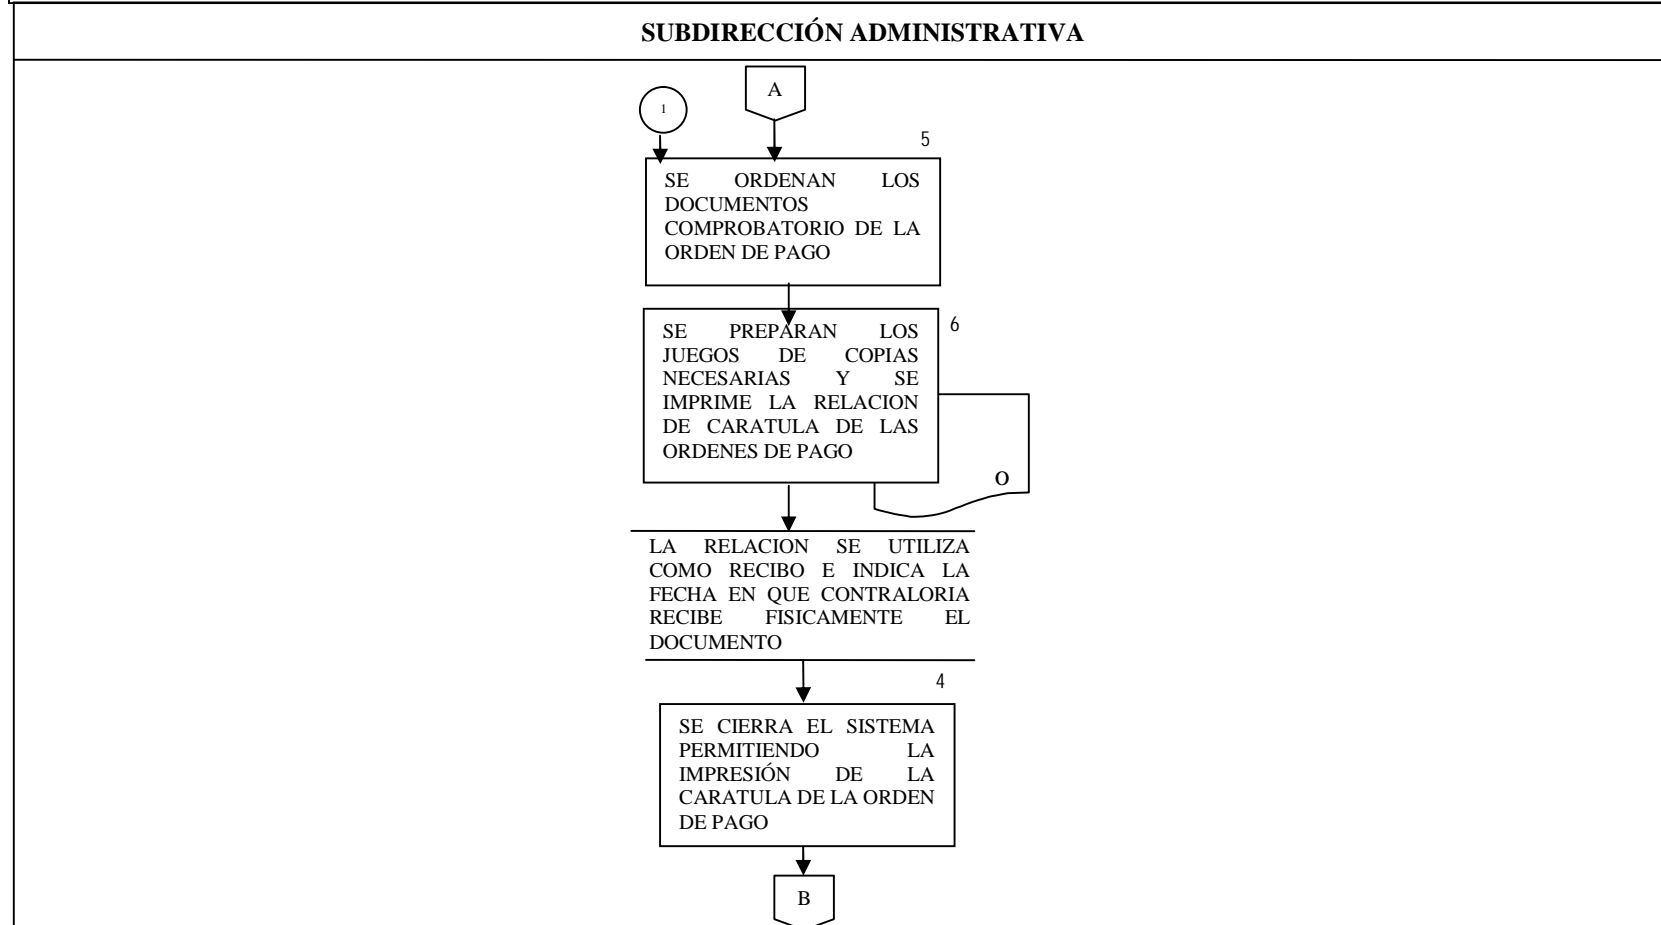 SUBDIRECCIÓN ADMINISTRATIVA
A
1
5
SE ORDENAN LOS
DOCUMENTOS
COMPROBATORIO DE LA
ORDEN DE PAGO
6
SE PREPARAN LOS
JUEGOS DE COPIAS
NECESARIAS Y SE
IMPRIME LA RELACION
DE CARATULA DE LAS
ORDENES DE PAGO
O
LA RELACION SE UTILIZA
COMO RECIBO E INDICA LA
FECHA EN QUE CONTRALORIA
RECIBE FISICAMENTE EL
DOCUMENTO
4
SE CIERRA EL SISTEMA
PERMITIENDO LA
IMPRESIÓN DE LA
CARATULA DE LA ORDEN
DE PAGO
B